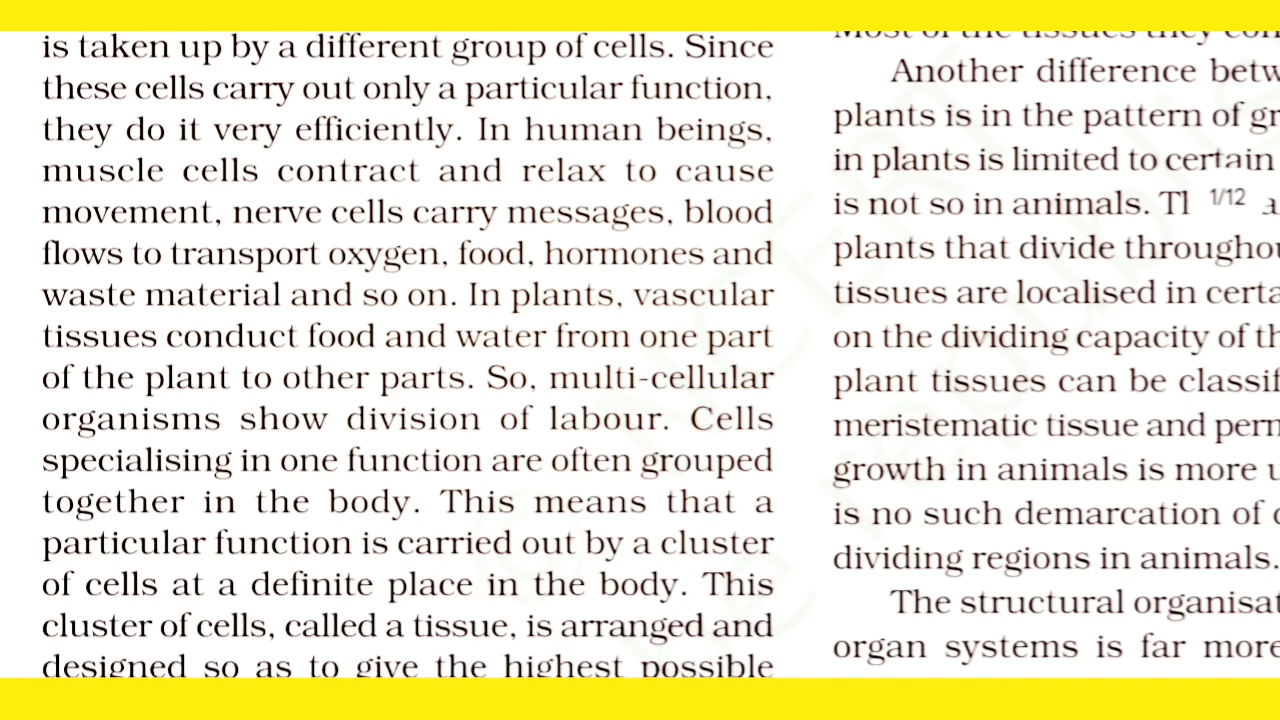 is taken up by a different group of cells. Since
these cells carry out only a particular function,
they do it very efficiently. In human beings,
muscle cells contract and relax to cause
movement, nerve cells carry messages, blood
flows to transport oxygen, food, hormones and
waste material and so on. In plants, vascular
tissues conduct food and water from one part
of the plant to other parts. So, multi-cellular
organisms show division of labour. Cells
specialising in one function are often grouped
together in the body. This means that a
particular function is carried out by a cluster
of cells at a definite place in the body. This
cluster of cells, called a tissue, is arranged and
designed so as to give the highest possible
Most of the tissues they
Another difference
plants is in the pattern of
in plants is limited to certain
is not so in animals.
1/12
plants that divide
tissues are localised in
on the dividing capacity of
plant tissues can be
meristematic tissue and
growth in animals is more
is no such demarcation of
dividing regions in animals.
The structural
organ systems is far more
© NCERT